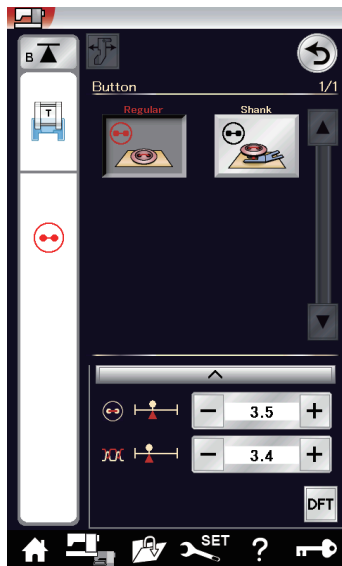 B
T
Button 1/1
Regular Shank
− 3.5 +
− 3.4 +
DFT
SET
?